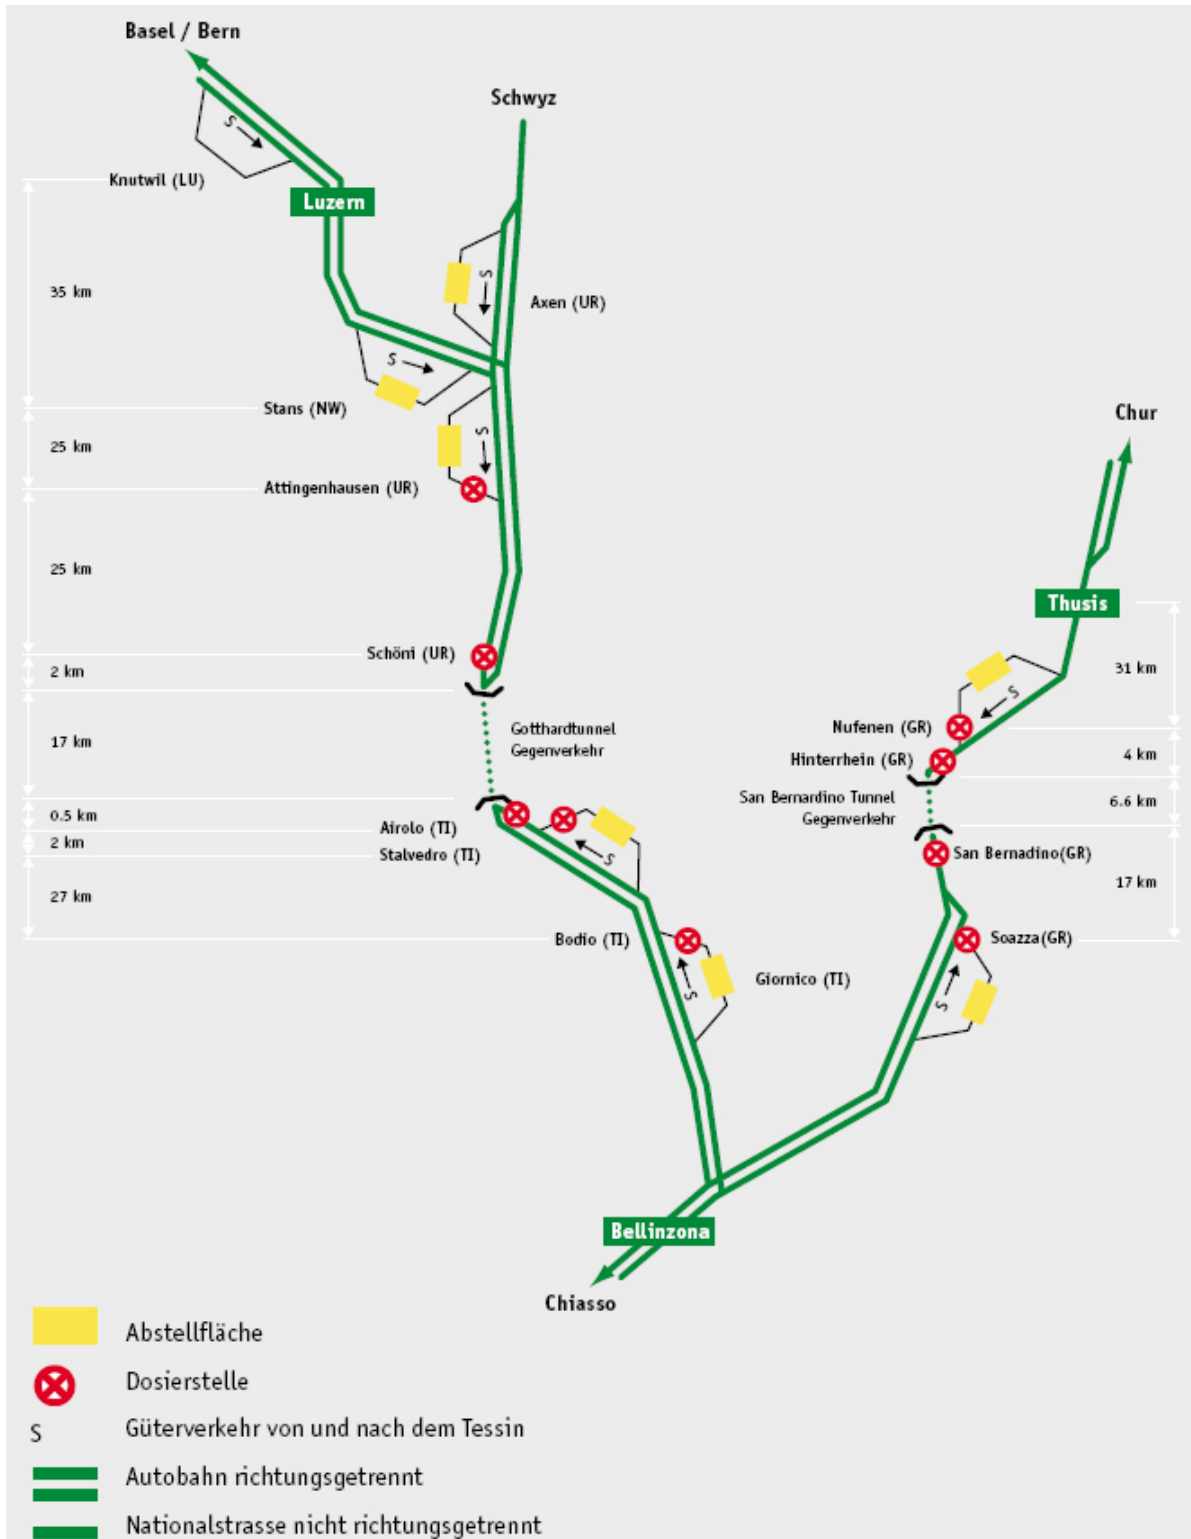 Basel / Bern
Schwyz
S
Knutwil (LU)
Luzern
S
35 km
Axen (UR)
S
Stans (NW)
Chur
25 km
S
Attingenhausen (UR)
25 km
Thusis
Schöni (UR)
2 km
31 km
S
17 km
Gotthardtunnel
Gegenverkehr
Nufenen (GR)
Hinterrhein (GR)
4 km
San Bernardino Tunnel
Gegenverkehr
6.6 km
0.5 km
Airolo (TI)
2 km
Stalvedro (TI)
S
San Bernadino(GR)
27 km
17 km
Bodio (TI)
Soazza(GR)
Giornico (TI)
S
S
Bellinzona
Chiasso
Abstellfläche
Dosierstelle
S Güterverkehr von und nach dem Tessin
Autobahn richtungsgetrennt
Nationalstrasse nicht richtungsgetrennt